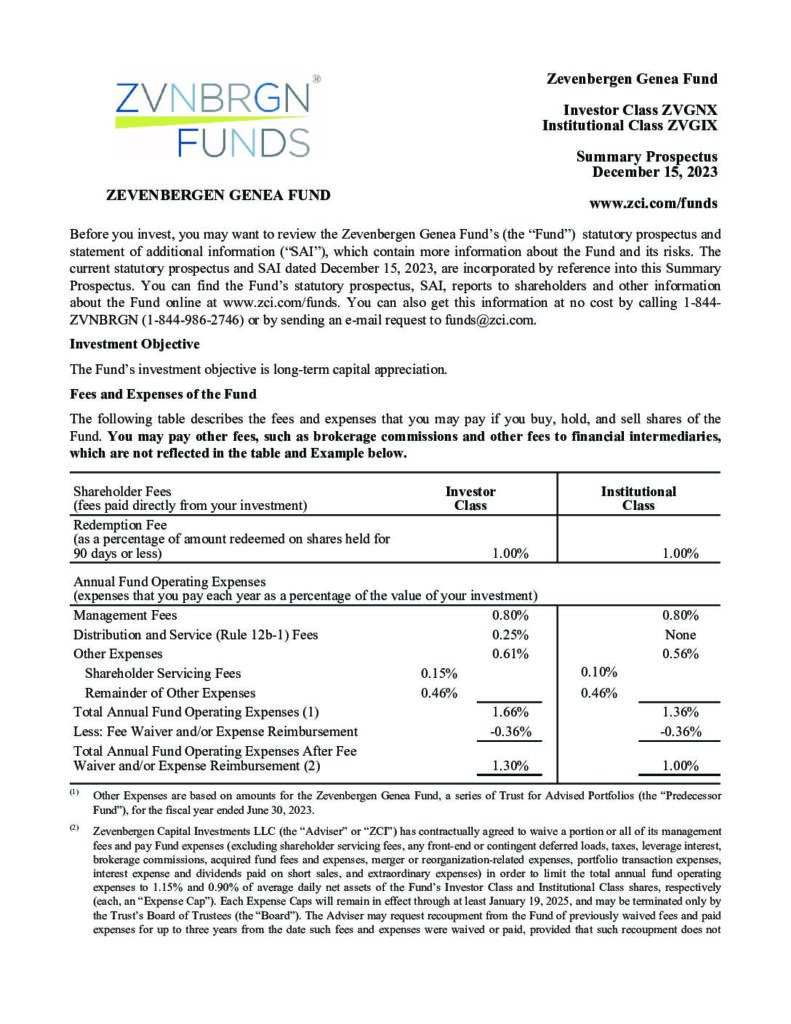 ZVNBRGN®
FUNDS
ZEVENBERGEN GENEA FUND
Zevenbergen Genea Fund
Investor Class ZVGNX
Institutional Class ZVGIX
Summary Prospectus
December 15, 2023
www.zci.com/funds
Before you invest, you may want to review the Zevenbergen Genea Fund’s (the “Fund”) statutory prospectus and
statement of additional information (“SAI”), which contain more information about the Fund and its risks. The
current statutory prospectus and SAI dated December 15, 2023, are incorporated by reference into this Summary
Prospectus. You can find the Fund’s statutory prospectus, SAI, reports to shareholders and other information
about the Fund online at www.zci.com/funds. You can also get this information at no cost by calling 1-844-
ZVNBRGN (1-844-986-2746) or by sending an e-mail request to funds@zci.com.
Investment Objective
The Fund’s investment objective is long-term capital appreciation.
Fees and Expenses of the Fund
The following table describes the fees and expenses that you may pay if you buy, hold, and sell shares of the
Fund. You may pay other fees, such as brokerage commissions and other fees to financial intermediaries,
which are not reflected in the table and Example below.
Shareholder Fees Investor Institutional
(fees paid directly from your investment) Class Class
Redemption Fee
(as a percentage of amount redeemed on shares held for
90 days or less) 1.00% 1.00%
Annual Fund Operating Expenses
(expenses that you pay each year as a percentage of the value of your investment)
Management Fees 0.80% 0.80%
Distribution and Service (Rule 12b-1) Fees 0.25% None
Other Expenses 0.61% 0.56%
Shareholder Servicing Fees 0.15% 0.10%
Remainder of Other Expenses 0.46% 0.46%
Total Annual Fund Operating Expenses (1) 1.66% 1.36%
Less: Fee Waiver and/or Expense Reimbursement -0.36% -0.36%
Total Annual Fund Operating Expenses After Fee
Waiver and/or Expense Reimbursement (2) 1.30% 1.00%
(1) Other Expenses are based on amounts for the Zevenbergen Genea Fund, a series of Trust for Advised Portfolios (the “Predecessor
Fund”), for the fiscal year ended June 30, 2023.
(2) Zevenbergen Capital Investments LLC (the “Adviser” or “ZCI”) has contractually agreed to waive a portion or all of its management
fees and pay Fund expenses (excluding shareholder servicing fees, any front-end or contingent deferred loads, taxes, leverage interest,
brokerage commissions, acquired fund fees and expenses, merger or reorganization-related expenses, portfolio transaction expenses,
interest expense and dividends paid on short sales, and extraordinary expenses) in order to limit the total annual fund operating
expenses to 1.15% and 0.90% of average daily net assets of the Fund’s Investor Class and Institutional Class shares, respectively
(each, an “Expense Cap”). Each Expense Caps will remain in effect through at least January 19, 2025, and may be terminated only by
the Trust’s Board of Trustees (the “Board”). The Adviser may request recoupment from the Fund of previously waived fees and paid
expenses for up to three years from the date such fees and expenses were waived or paid, provided that such recoupment does not